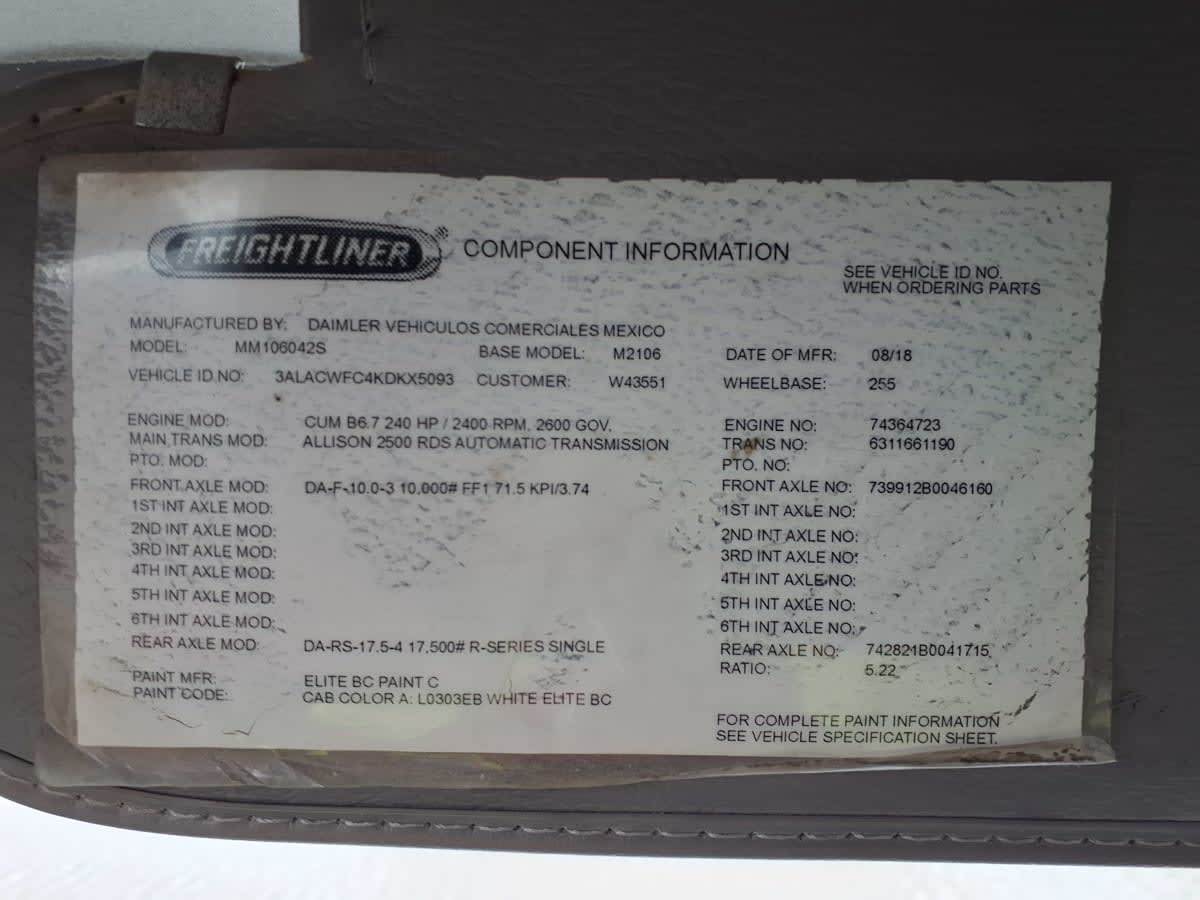 FREIGHTLINER® COMPONENT INFORMATION
SEE VEHICLE ID NO.
WHEN ORDERING PARTS
MANUFACTURED BY: DAIMLER VEHICULOS COMERCIALES MEXICO
MODEL: MM106042S BASE MODEL: M2106 DATE OF MFR: 08/18
VEHICLE ID.NO: 3ALACWFC4KDKX5093 CUSTOMER: W43551 WHEELBASE: 255
ENGINE MOD: CUM B6.7 240 HP / 2400 RPM, 2600 GOV. ENGINE NO: 74364723
MAIN TRANS MOD: ALLISON 2500 RDS AUTOMATIC TRANSMISSION TRANS NO: 6311661190
PTO. MOD: PTO. NO:
FRONT AXLE MOD: DA-F-10.0-3 10,000# FF1 71.5 KPI/3.74 FRONT AXLE NO: 739912B0046160
1ST INT AXLE MOD: 1ST INT AXLE NO:
2ND INT AXLE MOD: 2ND INT AXLE NO:
3RD INT AXLE MOD: 3RD INT AXLE NO:
4TH INT AXLE MOD: 4TH INT AXLE NO:
5TH INT AXLE MOD: 5TH INT AXLE NO:
6TH INT AXLE MOD: 6TH INT AXLE NO:
REAR AXLE MOD: DA-RS-17.5-4 17,500# R-SERIES SINGLE REAR AXLE NO: 742821B0041715
RATIO: 5.22
PAINT MFR: ELITE BC PAINT C
PAINT CODE: CAB COLOR A: L0303EB WHITE ELITE BC
FOR COMPLETE PAINT INFORMATION
SEE VEHICLE SPECIFICATION SHEET.